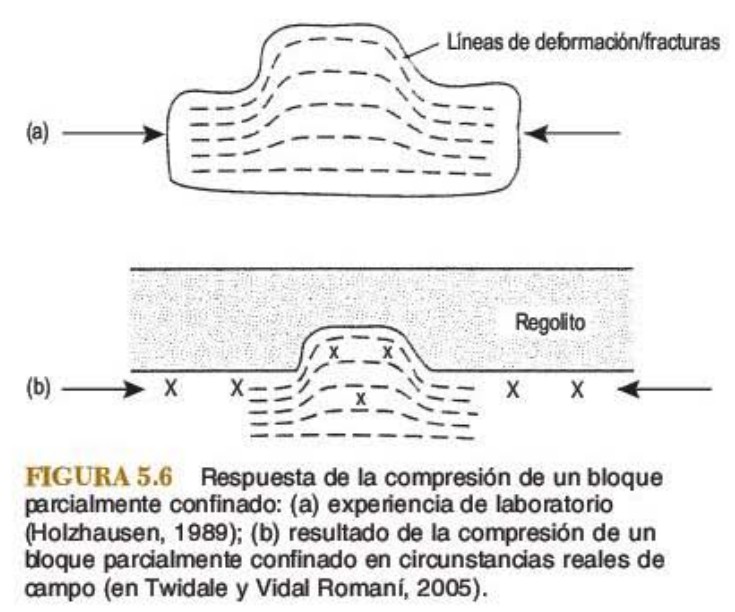 Líneas de deformación/fracturas
(a)
Regolito
x x
(b) X X x X X
FIGURA 5.6 Respuesta de la compresión de un bloque
parcialmente confinado: (a) experiencia de laboratorio
(Holzhausen, 1989); (b) resultado de la compresión de un
bloque parcialmente confinado en circunstancias reales de
campo (en Twidale y Vidal Romaní, 2005).